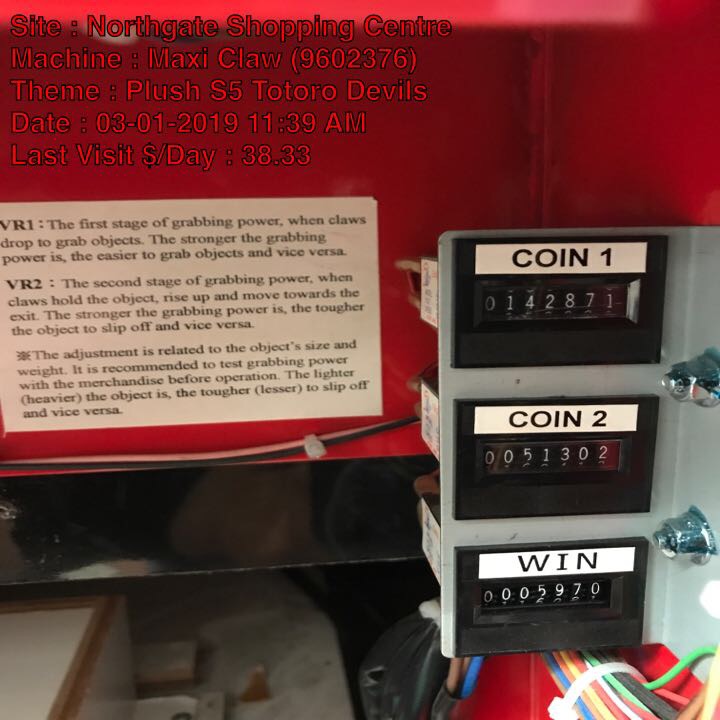 Site : Northgate Shopping Centre
Machine : Maxi Claw (9602376)
Theme : Plush S5 Totoro Devils
Date : 03-01-2019 11:39 AM
Last Visit $/Day : 38.33
VR1：The first stage of grabbing power, when claws
drop to grab objects. The stronger the grabbing
power is, the easier to grab objects and vice versa.
VR2：The second stage of grabbing power, when
claws hold the object, rise up and move towards the
exit. The stronger the grabbing power is, the tougher
the object to slip off and vice versa.
※The adjustment is related to the object's size and
weight. It is recommended to test grabbing power
with the merchandise before operation. The lighter
(heavier) the object is, the tougher (lesser) to slip off
and vice versa.
COIN 1
0142871
COIN 2
0051302
WIN
0005970